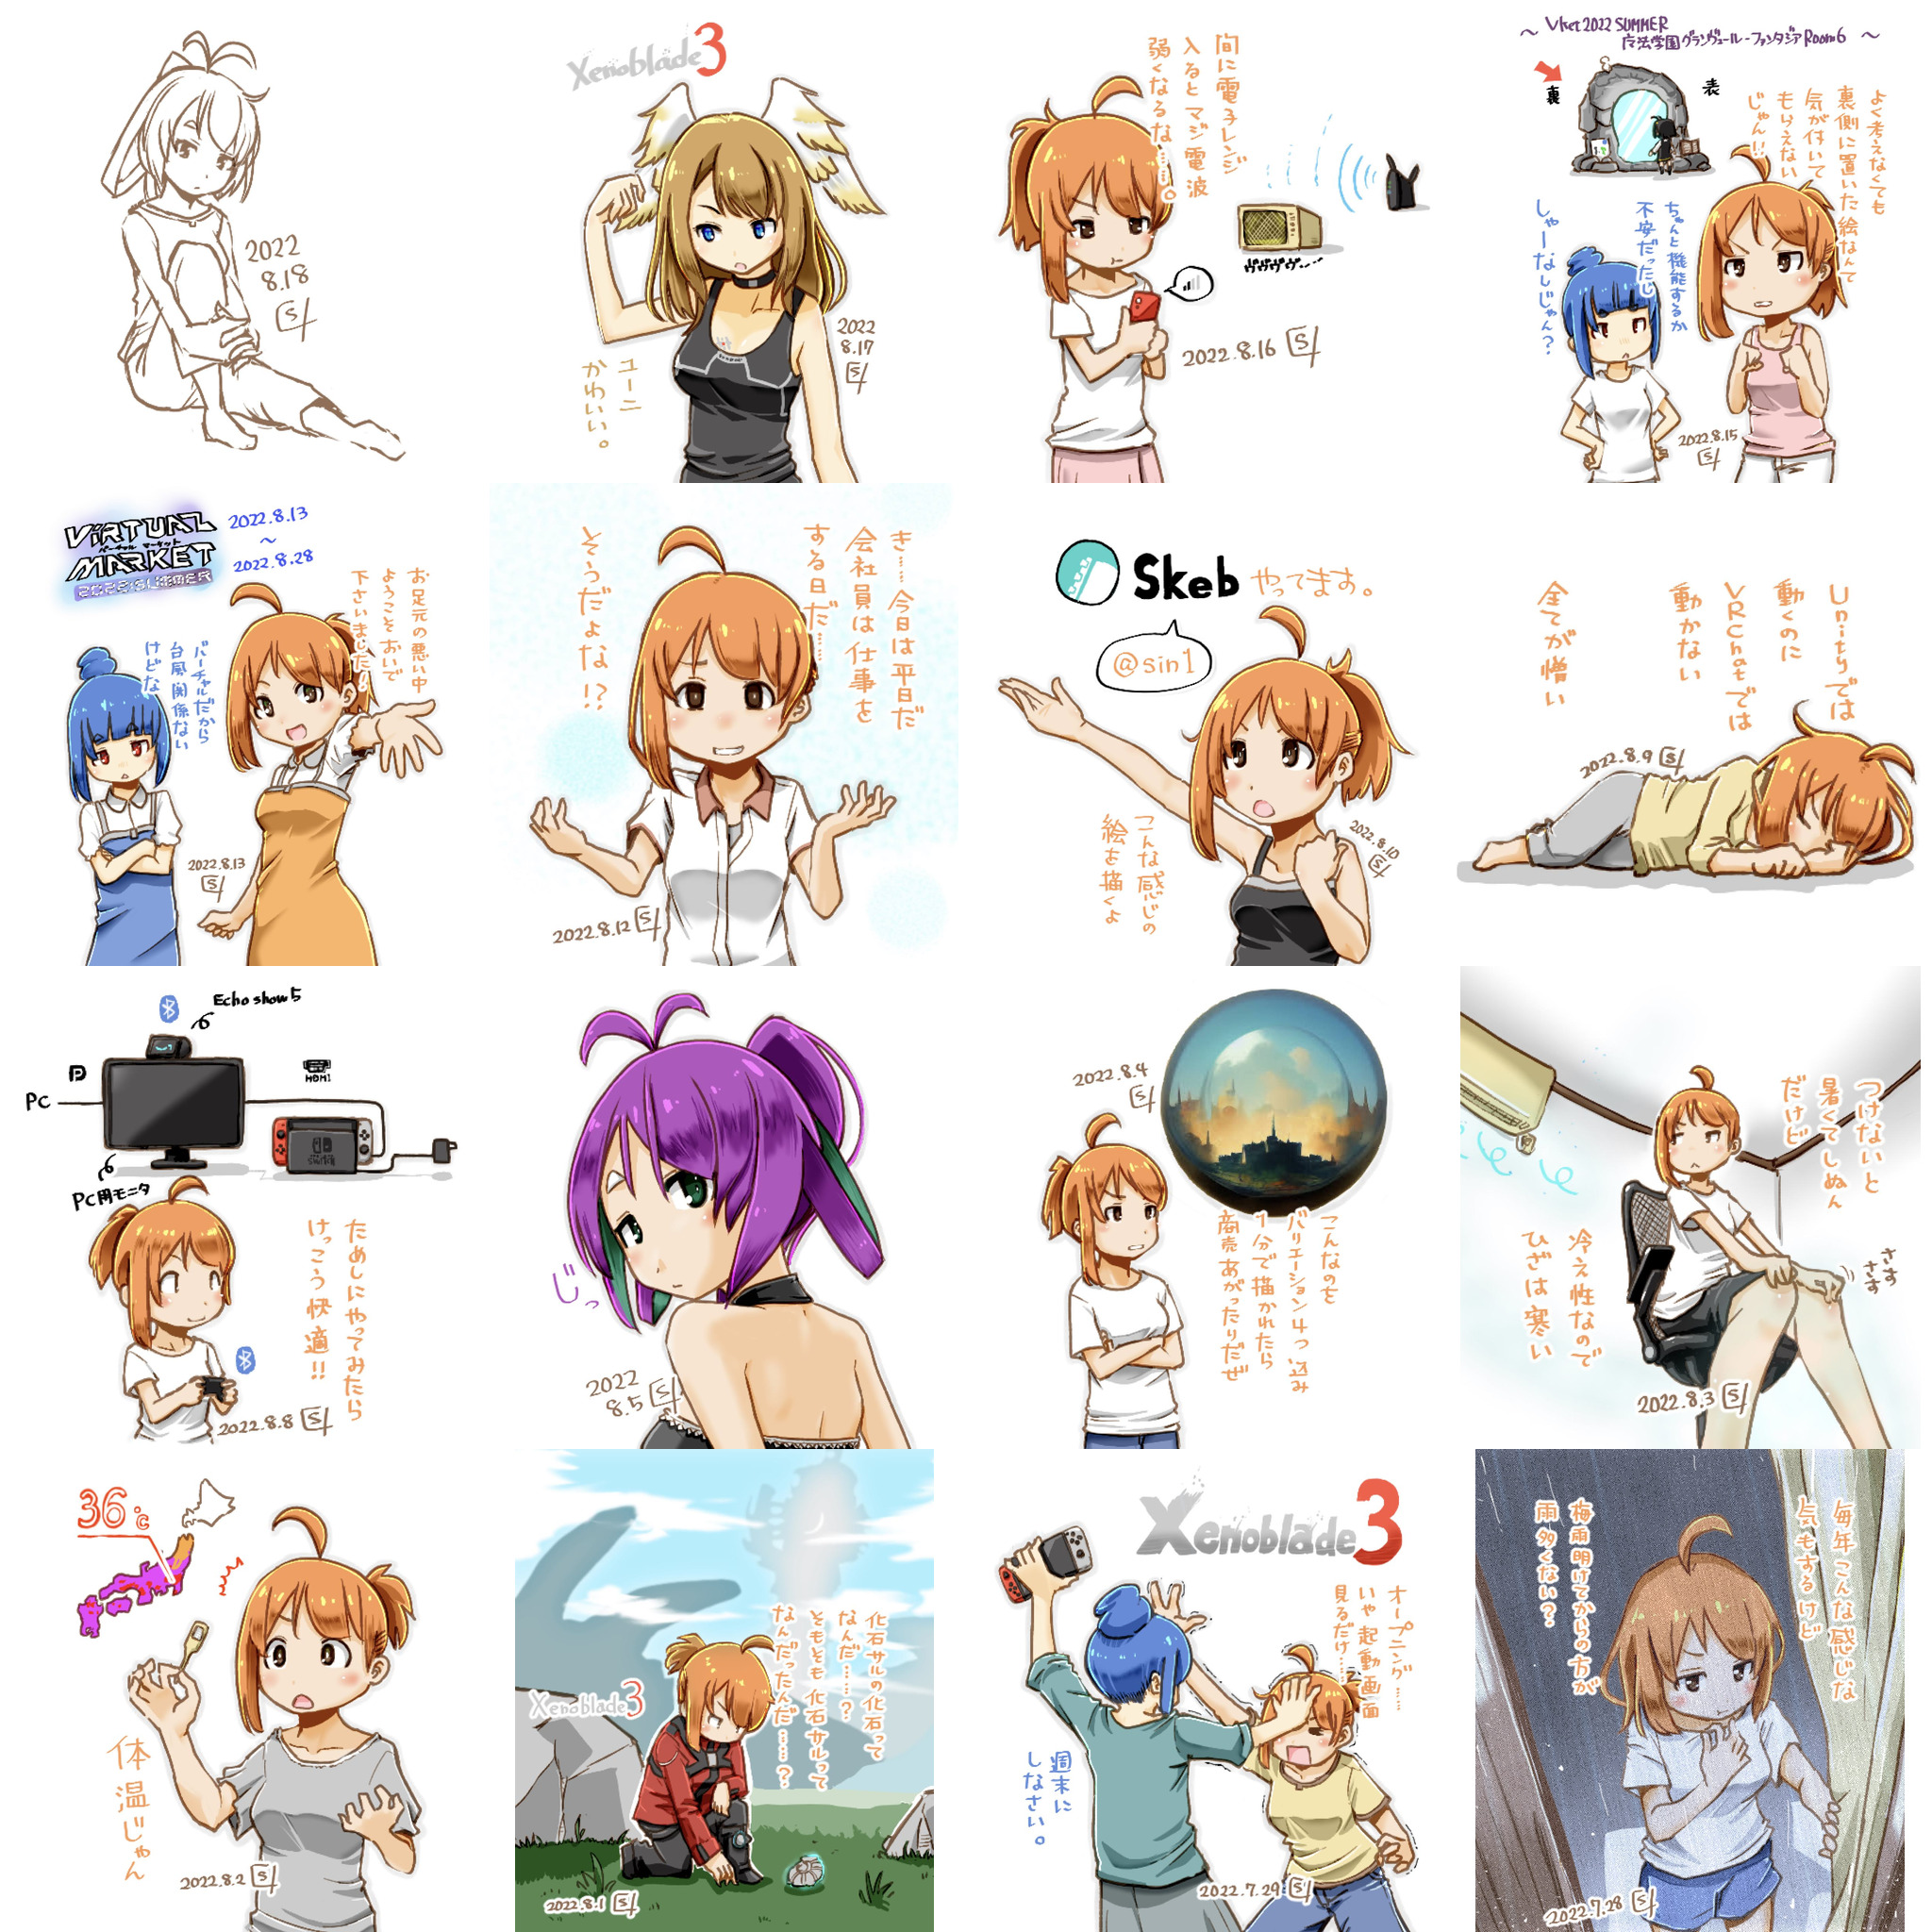 2022
8.18
Xenoblade3
ユーニ
かわいい。
2022
8.17
間に電子レンジ
入るとマジ電波
弱くなるな……。
ヴヴヴヴ…
2022.8.16
～ Vket2022 SUMMER
魔法学園グランヴェール-ファンタジア Room6 ～
裏
表
よく考えなくても
裏側に置いた絵なんて
気が付いて
もらえない
じゃん!!
ちゃんと機能するか
不安だったし
しゃーなしじゃん？
2022.8.15
VIRTUAL
バーチャル マーケット
MARKET
2022 SUMMER
2022.8.13
～
2022.8.28
お足元の悪い中
ようこそおいで
下さいました！
バーチャルだから
台風関係ない
けどな
2022.8.13
き……今日は平日だ
会社員は仕事を
する日だ……
そうだよな!?
2022.8.12
Skeb やってます。
@sin1
こんな感じの
絵を描くよ
2022.8.10
Unityでは
動くのに
VRChatでは
動かない
全てが憎い
2022.8.9
Echo show5
PC
HDMI
PC用モニタ
ためしにやってみたら
けっこう快適!!
2022.8.8
じっ
2022
8.5
2022.8.4
こんなのを
バリエーション4つ込み
1分で描かれたら
商売あがったりだぜ
つけないと
暑くてしぬん
だけど
冷え性なので
ひざは寒い
さす
さす
2022.8.3
36℃
体温じゃん
2022.8.2
Xenoblade3
化石サルの化石って
なんだ……？
そもそも化石サルって
なんだったんだ……？
2022.8.1
Xenoblade3
オープニング……
いや起動画面
見るだけ……
週末に
しなさい。
2022.7.29
毎年こんな感じな
気もするけど
梅雨明けてからの方が
雨多くない？
2022.7.28